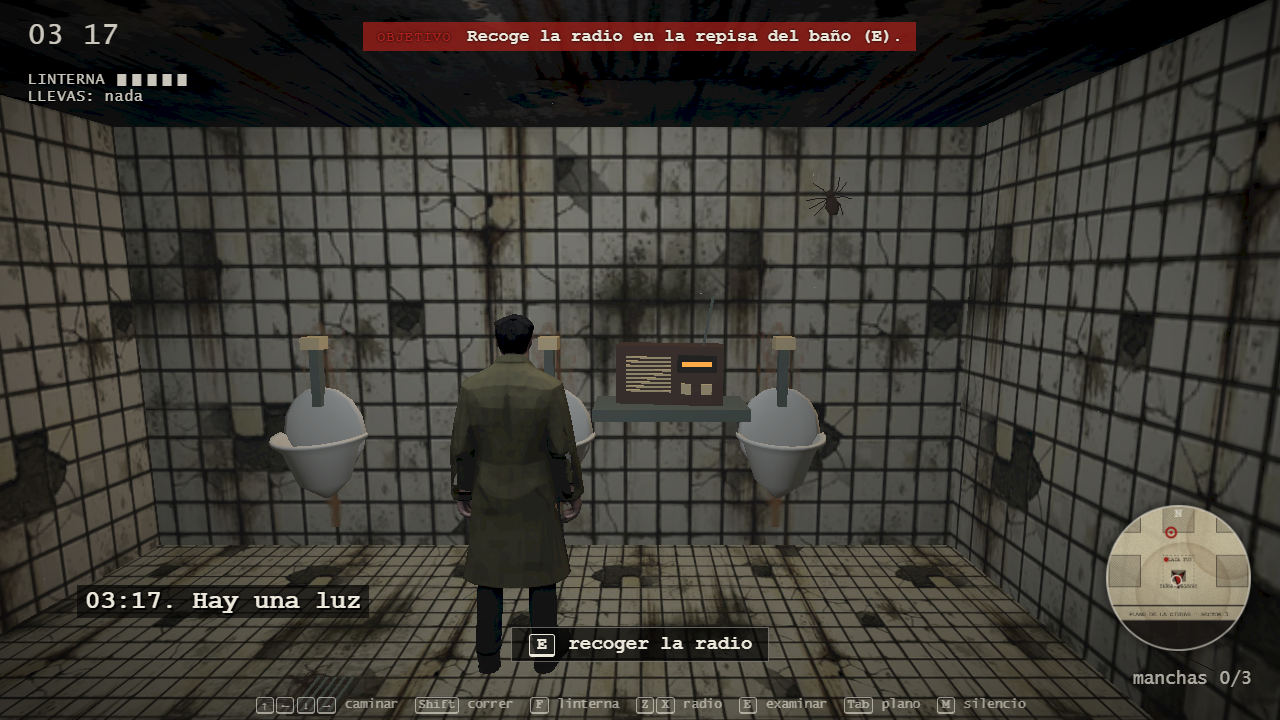 03 17
OBJETIVO Recoge la radio en la repisa del baño (E).
LINTERNA
LLEVAS: nada
N
03:17. Hay una luz
E recoger la radio
manchas 0/3
↑ ← ↓ → caminar Shift correr F linterna Z X radio E examinar Tab plano M silencio